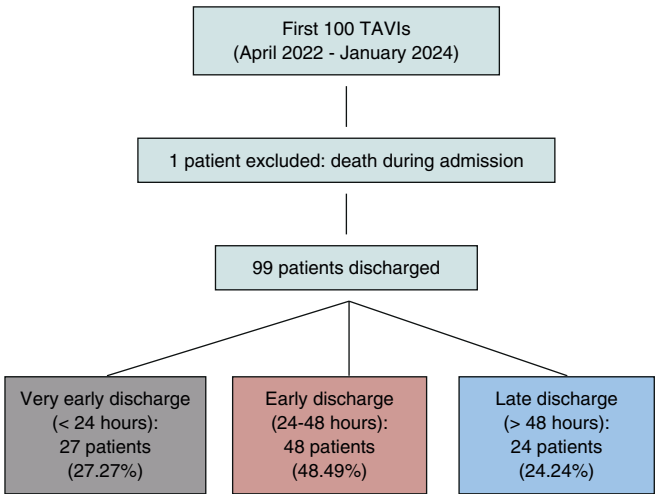 First 100 TAVIs
(April 2022 - January 2024)
1 patient excluded: death during admission
99 patients discharged
Very early discharge
(< 24 hours):
27 patients
(27.27%)
Early discharge
(24-48 hours):
48 patients
(48.49%)
Late discharge
(> 48 hours):
24 patients
(24.24%)